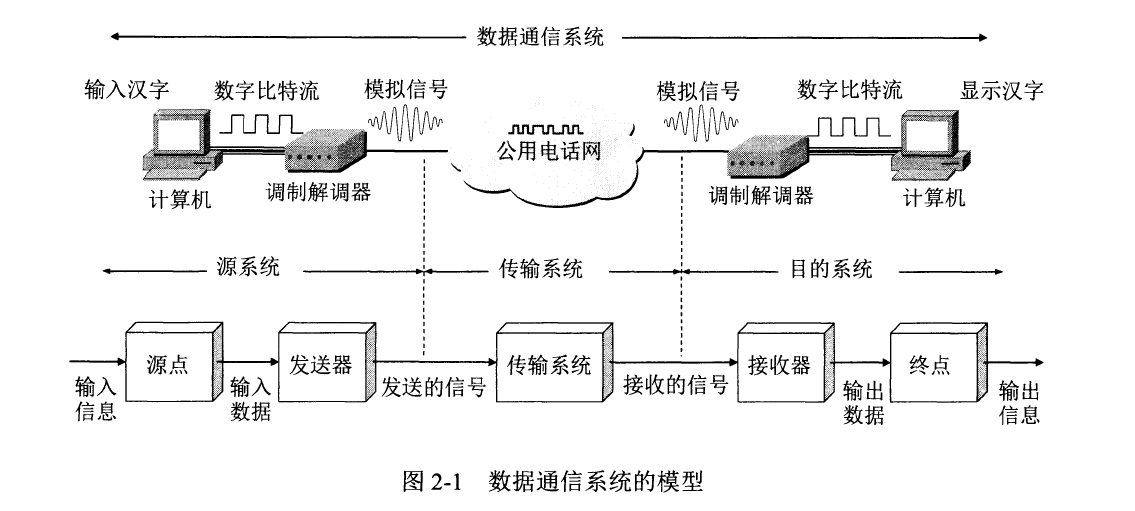 数据通信系统
输入汉字
数字比特流
模拟信号
模拟信号
数字比特流
显示汉字
公用电话网
计算机
调制解调器
调制解调器
计算机
源系统
传输系统
目的系统
源点
发送器
传输系统
接收器
终点
输入
信息
输入
数据
发送的信号
接收的信号
输出
数据
输出
信息
图 2-1 数据通信系统的模型